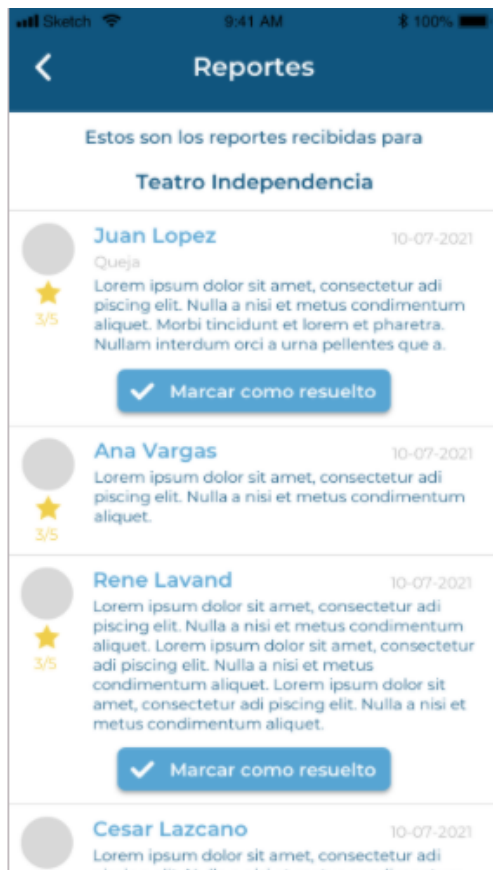 Sketch 9:41 AM 100%
Reportes
Estos son los reportes recibidas para
Teatro Independencia
Juan Lopez 10-07-2021
Queja
Lorem ipsum dolor sit amet, consectetur adi
piscing elit. Nulla a nisi et metus condimentum
aliquet. Morbi tincidunt et lorem et pharetra.
Nullam interdum orci a urna pellentes que a.
3/5
Marcar como resuelto
Ana Vargas 10-07-2021
Lorem ipsum dolor sit amet, consectetur adi
piscing elit. Nulla a nisi et metus condimentum
aliquet.
3/5
Rene Lavand 10-07-2021
Lorem ipsum dolor sit amet, consectetur adi
piscing elit. Nulla a nisi et metus condimentum
aliquet. Lorem ipsum dolor sit amet, consectetur
adi piscing elit. Nulla a nisi et metus
condimentum aliquet. Lorem ipsum dolor sit
amet, consectetur adi piscing elit. Nulla a nisi et
metus condimentum aliquet.
3/5
Marcar como resuelto
Cesar Lazcano 10-07-2021
Lorem ipsum dolor sit amet, consectetur adi